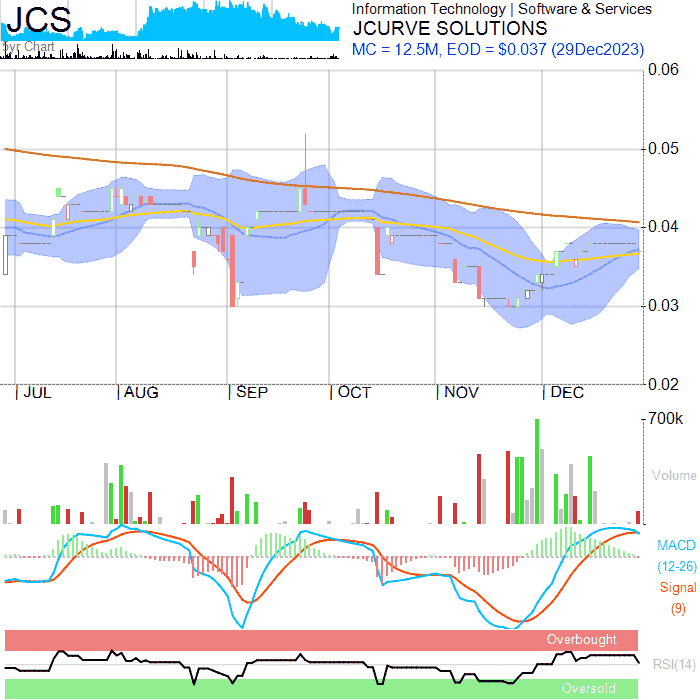 JCS
5yr Chart
Information Technology | Software & Services
JCURVE SOLUTIONS
MC = 12.5M, EOD = $0.037 (29Dec2023)
0.06
0.05
0.04
0.03
0.02
JUL AUG SEP OCT NOV DEC
700k
Volume
MACD
(12-26)
Signal
(9)
Overbought
RSI(14)
Oversold